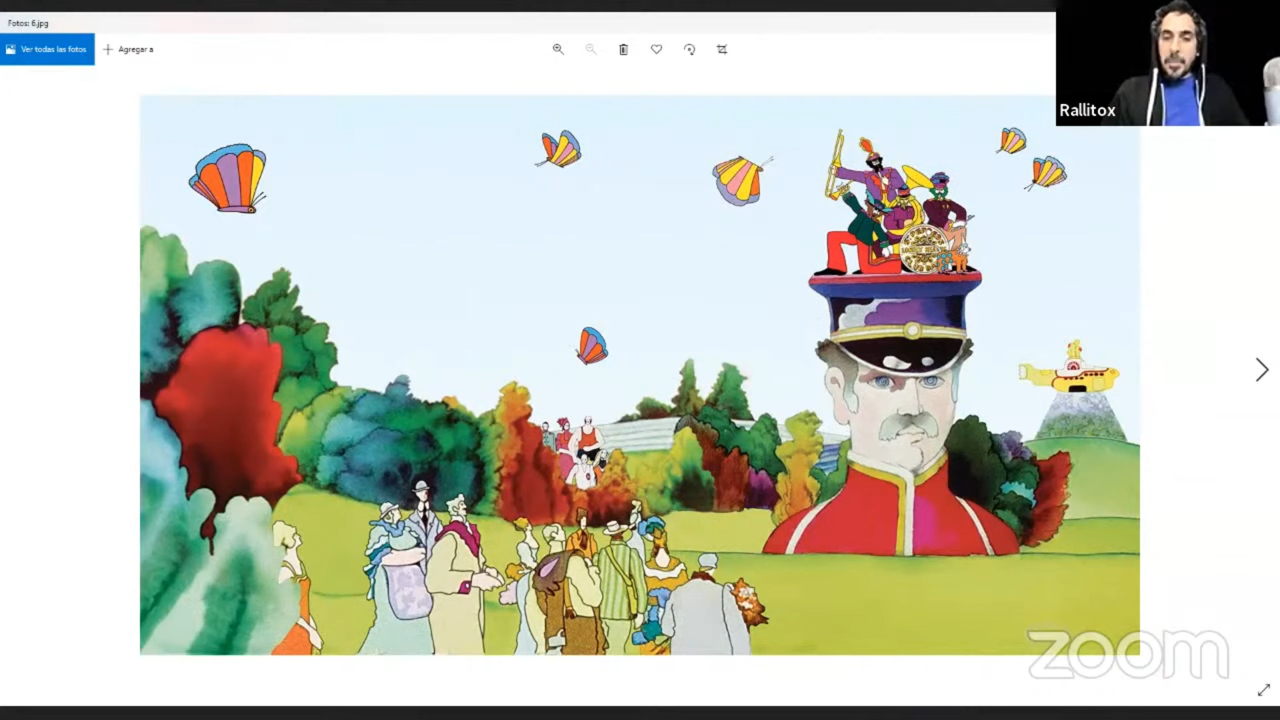 Fotos: 6.jpg
Ver todas las fotos
Agregar a
Rallitox
zoom